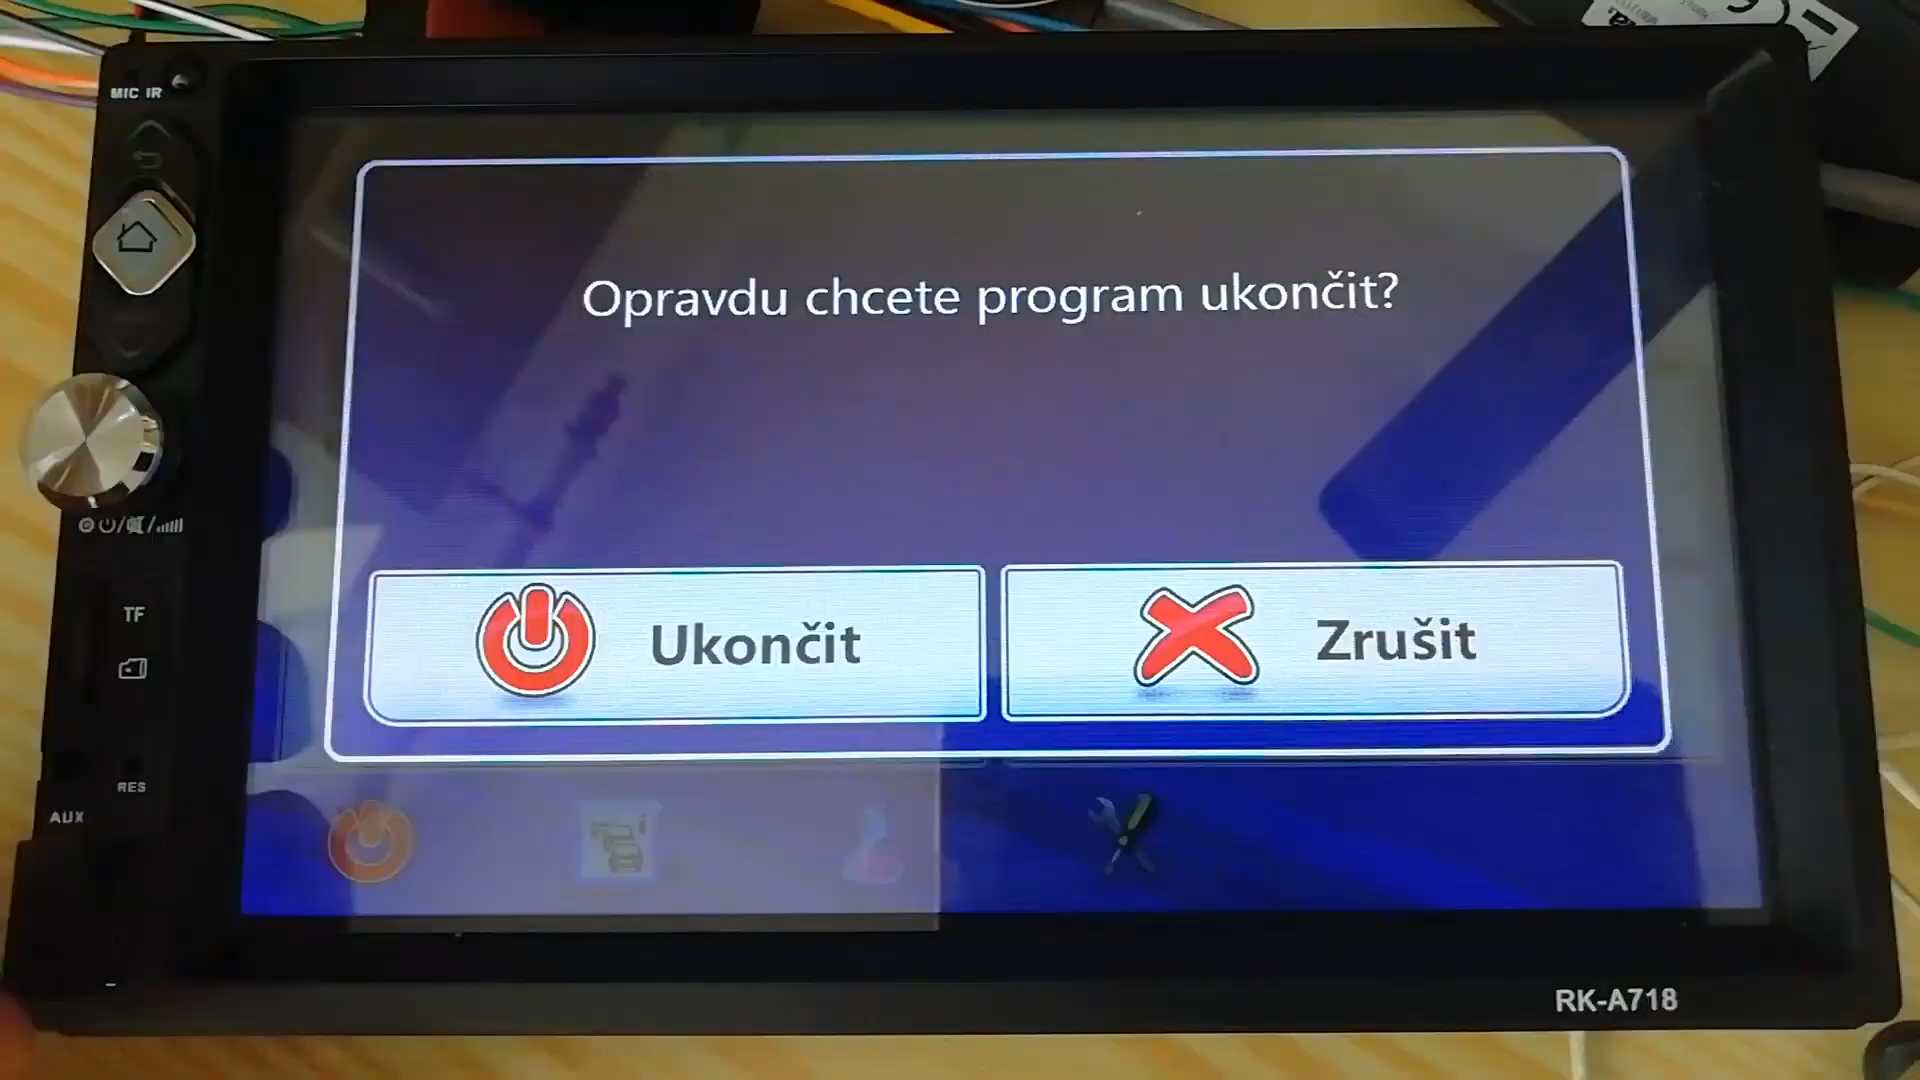 MIC IR
Opravdu chcete program ukončit?
Ukončit
Zrušit
TF
RES
AUX
RK-A718